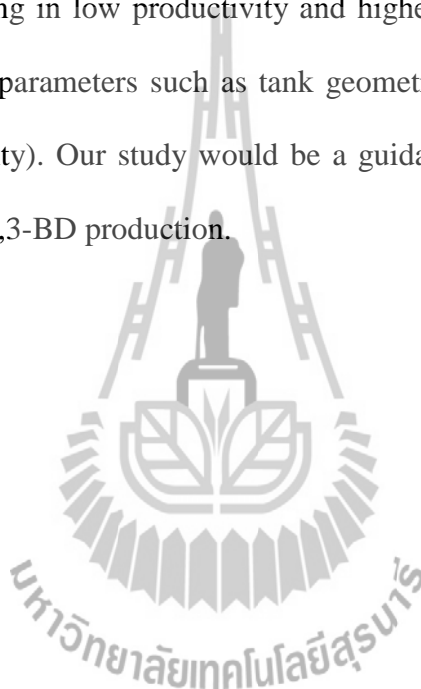 ng in low productivity and highe
parameters such as tank geomet
ty). Our study would be a guida
,3-BD production.
มหาวิทยาลัยเทคโนโลยีสุรนารี